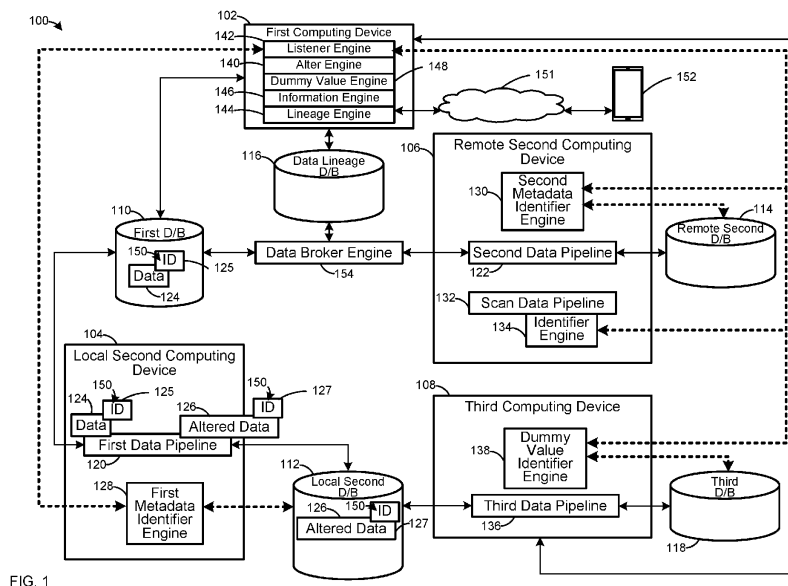 100
102
First Computing Device
142
Listener Engine
140
Alter Engine
Dummy Value Engine
148
146
Information Engine
144
Lineage Engine
151
152
116
Data Lineage
D/B
106
Remote Second Computing
Device
130
Second
Metadata
Identifier
Engine
114
Remote Second
D/B
110
First D/B
150
ID
125
Data
124
Data Broker Engine
154
Second Data Pipeline
122
132
Scan Data Pipeline
134
Identifier
Engine
104
Local Second Computing
Device
150
125
124
ID
Data
150
127
126
ID
Altered Data
First Data Pipeline
120
128
First
Metadata
Identifier
Engine
112
Local Second
D/B
126
150
ID
Altered Data
127
108
Third Computing Device
138
Dummy
Value
Identifier
Engine
Third Data Pipeline
136
Third
D/B
118
FIG. 1